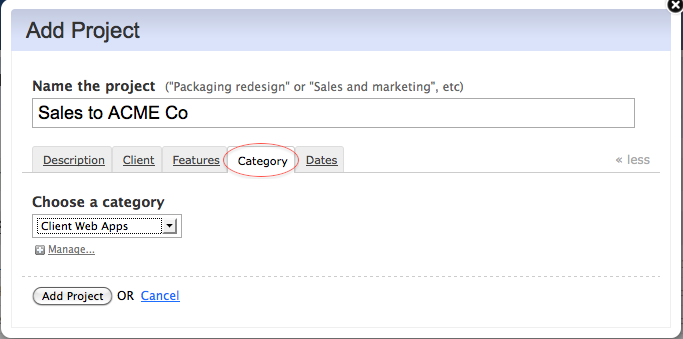 Add Project
Name the project ("Packaging redesign" or "Sales and marketing", etc)
Sales to ACME Co
Description Client Features Category Dates « less
Choose a category
Client Web Apps
Manage...
Add Project OR Cancel